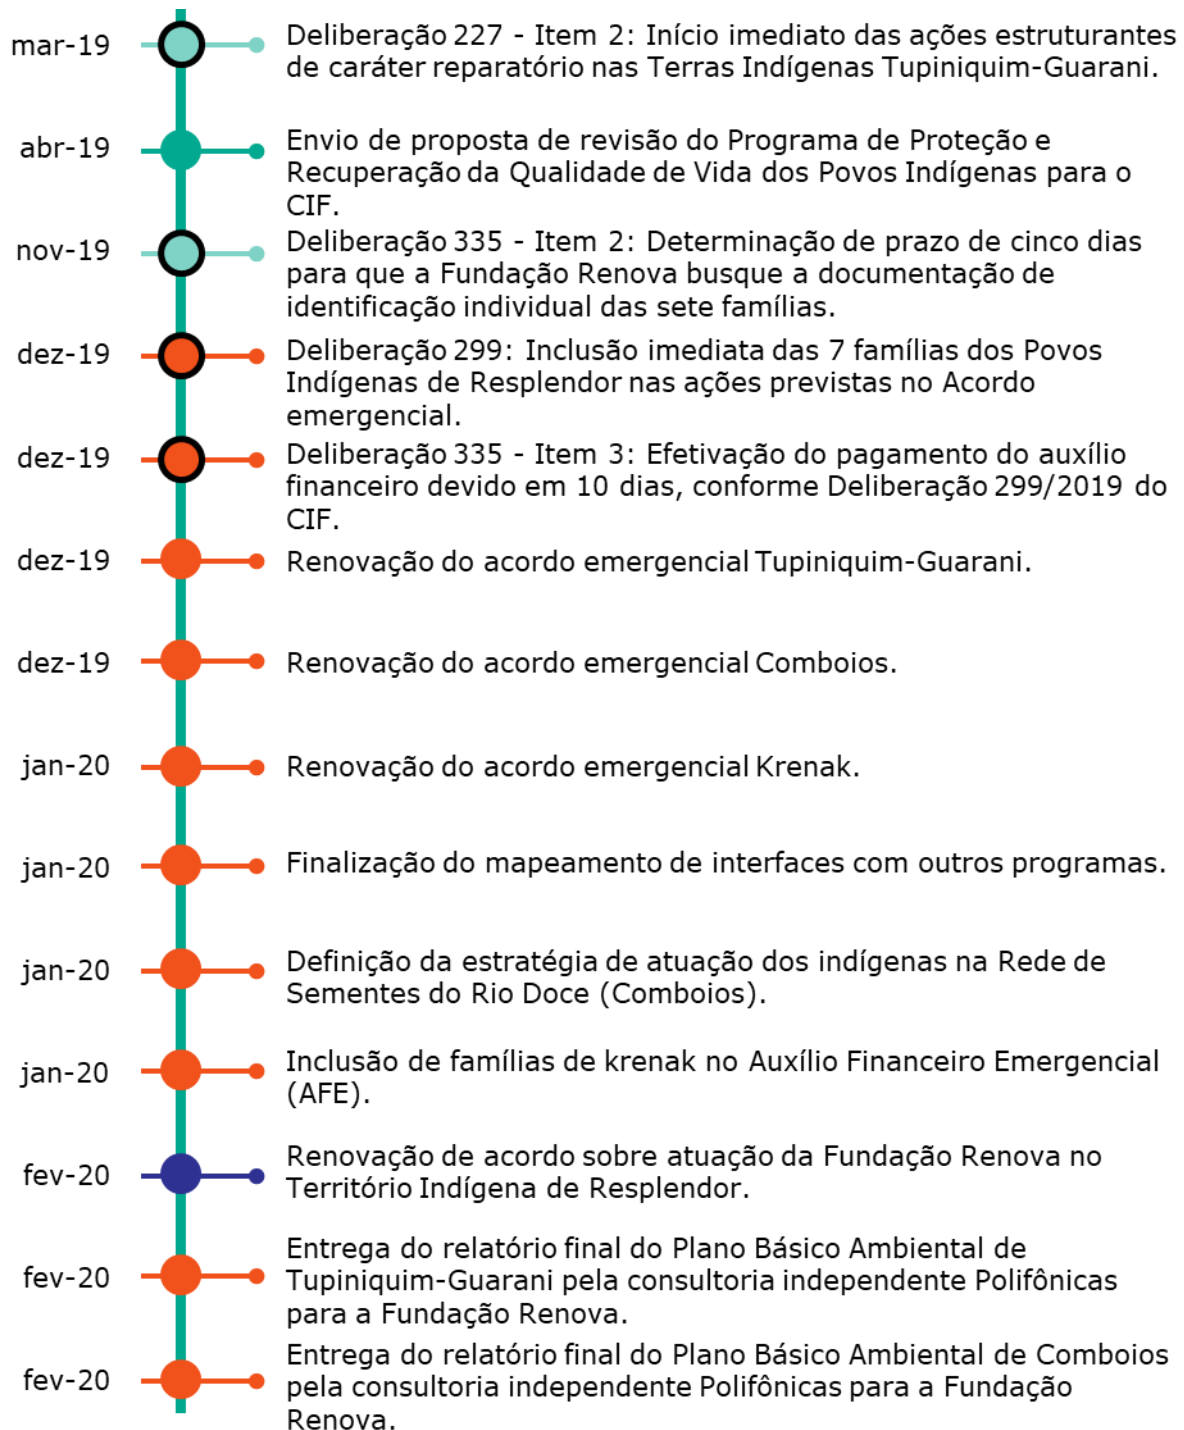 mar-19
Deliberação 227 - Item 2: Início imediato das ações estruturantes
de caráter reparatório nas Terras Indígenas Tupiniquim-Guarani.
abr-19
Envio de proposta de revisão do Programa de Proteção e
Recuperação da Qualidade de Vida dos Povos Indígenas para o
CIF.
nov-19
Deliberação 335 - Item 2: Determinação de prazo de cinco dias
para que a Fundação Renova busque a documentação de
identificação individual das sete famílias.
dez-19
Deliberação 299: Inclusão imediata das 7 famílias dos Povos
Indígenas de Resplendor nas ações previstas no Acordo
emergencial.
dez-19
Deliberação 335 - Item 3: Efetivação do pagamento do auxílio
financeiro devido em 10 dias, conforme Deliberação 299/2019 do
CIF.
dez-19
Renovação do acordo emergencial Tupiniquim-Guarani.
dez-19
Renovação do acordo emergencial Comboios.
jan-20
Renovação do acordo emergencial Krenak.
jan-20
Finalização do mapeamento de interfaces com outros programas.
jan-20
Definição da estratégia de atuação dos indígenas na Rede de
Sementes do Rio Doce (Comboios).
jan-20
Inclusão de famílias de krenak no Auxílio Financeiro Emergencial
(AFE).
fev-20
Renovação de acordo sobre atuação da Fundação Renova no
Território Indígena de Resplendor.
fev-20
Entrega do relatório final do Plano Básico Ambiental de
Tupiniquim-Guarani pela consultoria independente Polifônicas
para a Fundação Renova.
fev-20
Entrega do relatório final do Plano Básico Ambiental de Comboios
pela consultoria independente Polifônicas para a Fundação
Renova.